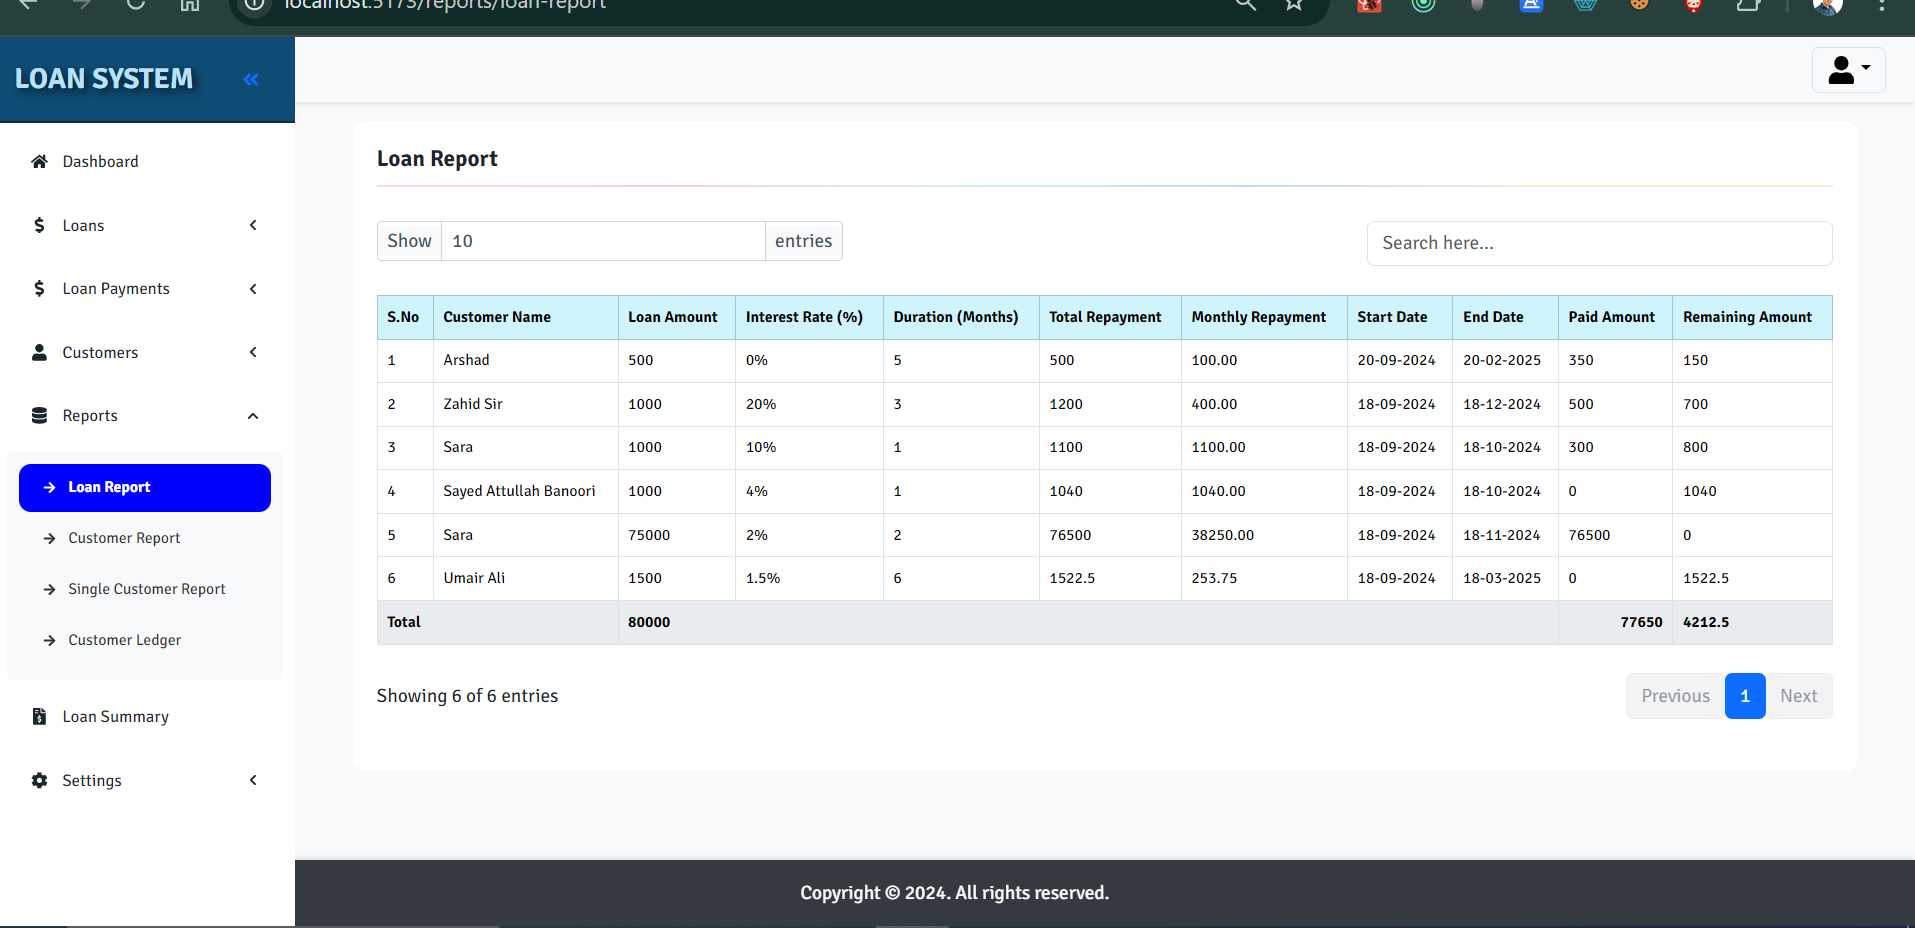 localhost:5173/reports/loan-report
LOAN SYSTEM
Dashboard
Loans
Loan Payments
Customers
Reports
Loan Report
Customer Report
Single Customer Report
Customer Ledger
Loan Summary
Settings
Loan Report
Show 10 entries
Search here...
S.No Customer Name Loan Amount Interest Rate (%) Duration (Months) Total Repayment Monthly Repayment Start Date End Date Paid Amount Remaining Amount
1 Arshad 500 0% 5 500 100.00 20-09-2024 20-02-2025 350 150
2 Zahid Sir 1000 20% 3 1200 400.00 18-09-2024 18-12-2024 500 700
3 Sara 1000 10% 1 1100 1100.00 18-09-2024 18-10-2024 300 800
4 Sayed Attullah Banoori 1000 4% 1 1040 1040.00 18-09-2024 18-10-2024 0 1040
5 Sara 75000 2% 2 76500 38250.00 18-09-2024 18-11-2024 76500 0
6 Umair Ali 1500 1.5% 6 1522.5 253.75 18-09-2024 18-03-2025 0 1522.5
Total 80000 77650 4212.5
Showing 6 of 6 entries
Previous 1 Next
Copyright © 2024. All rights reserved.